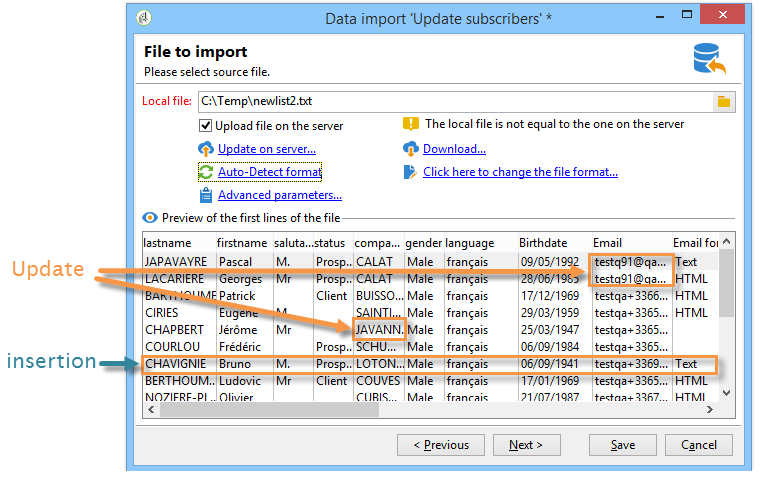 Data import 'Update subscribers' *
File to import
Please select source file.
Local file: C:\Temp\newlist2.txt
Upload file on the server The local file is not equal to the one on the server
Update on server... Download...
Auto-Detect format Click here to change the file format...
Advanced parameters...
Preview of the first lines of the file
lastname firstname saluta... status compa... gender language Birthdate Email Email for
JAPAVAYRE Pascal M. Prosp... CALAT Male français 09/05/1992 testq91@qa... Text
Update
LACARIERE Georges Mr Prosp... CALAT Male français 28/06/1985 testq91@qa... HTML
BARTHOUME Patrick Client BUISSO... Male français 17/12/1969 testqa+3366... HTML
CIRIES Eugène M. SAINTI... Male français 29/03/1959 testqa+3365... HTML
CHAPBERT Jérôme Mr JAVANN... Male français 25/03/1947 testqa+3365...
COURLOU Frédéric Prosp... SCHU... Male français 06/09/1984 testqa+3365...
insertion
CHAVIGNIE Bruno M. Prosp... LOTON... Male français 06/09/1941 testqa+3369... Text
BERTHOUM... Ludovic Mr Client COUVES Male français 17/01/1969 testqa+3365... HTML
NOZIERE-PI... Olivier CUBIS... Male français 21/07/1987 testqa+3367... HTML
< Previous Next > Save Cancel